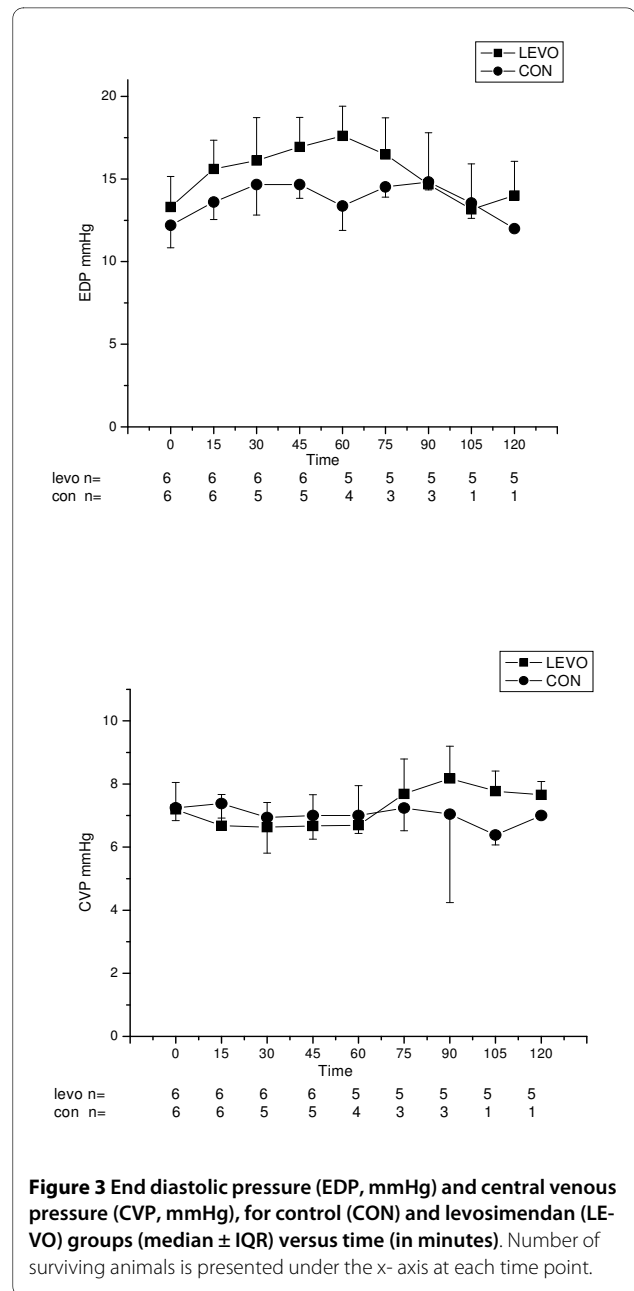 LEVO
CON
20
15
10
5
0
EDP mmHg
0 15 30 45 60 75 90 105 120
Time
levo n= 6 6 6 6 5 5 5 5 5
con n= 6 6 5 5 4 3 3 1 1
LEVO
CON
10
8
6
4
2
0
CVP mmHg
0 15 30 45 60 75 90 105 120
Time
levo n= 6 6 6 6 5 5 5 5 5
con n= 6 6 5 5 4 3 3 1 1
Figure 3 End diastolic pressure (EDP, mmHg) and central venous
pressure (CVP, mmHg), for control (CON) and levosimendan (LE-
VO) groups (median ± IQR) versus time (in minutes). Number of
surviving animals is presented under the x- axis at each time point.